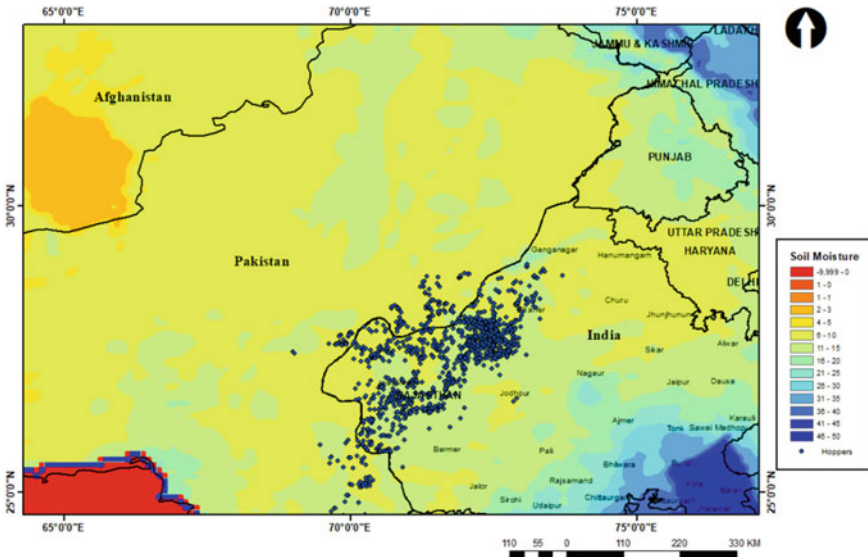 65°0'0"E 70°0'0"E 75°0'0"E
LADAKH
JAMMU & KASHMIR
HIMACHAL PRADESH
Afghanistan
PUNJAB
30°0'0"N 30°0'0"N
UTTAR PRADESH
HARYANA
Pakistan
Ganganagar
Hanumangarh
DELHI
Churu
Jhunjhunun
India
Sikar
Alwar
Nagaur
Jaipur
Dausa
Jodhpur
Ajmer
Tonk
Sawai Madhopu
Karauli
Barmer
Pali
Bhilwara
Rajsamand
Jalor
Sirohi
Udaipur
Chittaurgarh
25°0'0"N 25°0'0"N
65°0'0"E 70°0'0"E 75°0'0"E
Soil Moisture
-9,999 - 0
1 - 0
1 - 1
2 - 3
4 - 5
6 - 10
11 - 15
16 - 20
21 - 25
26 - 30
31 - 35
36 - 40
41 - 45
46 - 50
Hoppers
110 55 0 110 220 330 KM